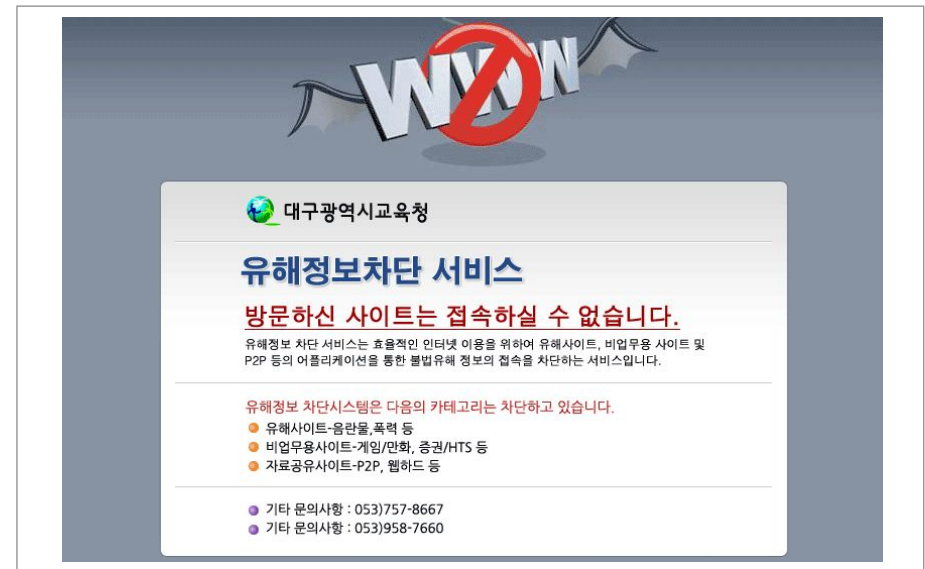 WWW
대구광역시교육청
유해정보차단 서비스
방문하신 사이트는 접속하실 수 없습니다.
유해정보 차단 서비스는 효율적인 인터넷 이용을 위하여 유해사이트, 비업무용 사이트 및
P2P 등의 어플리케이션을 통한 불법유해 정보의 접속을 차단하는 서비스입니다.
유해정보 차단시스템은 다음의 카테고리는 차단하고 있습니다.
유해사이트-음란물,폭력 등
비업무용사이트-게임/만화, 증권/HTS 등
자료공유사이트-P2P, 웹하드 등
기타 문의사항 : 053)757-8667
기타 문의사항 : 053)958-7660